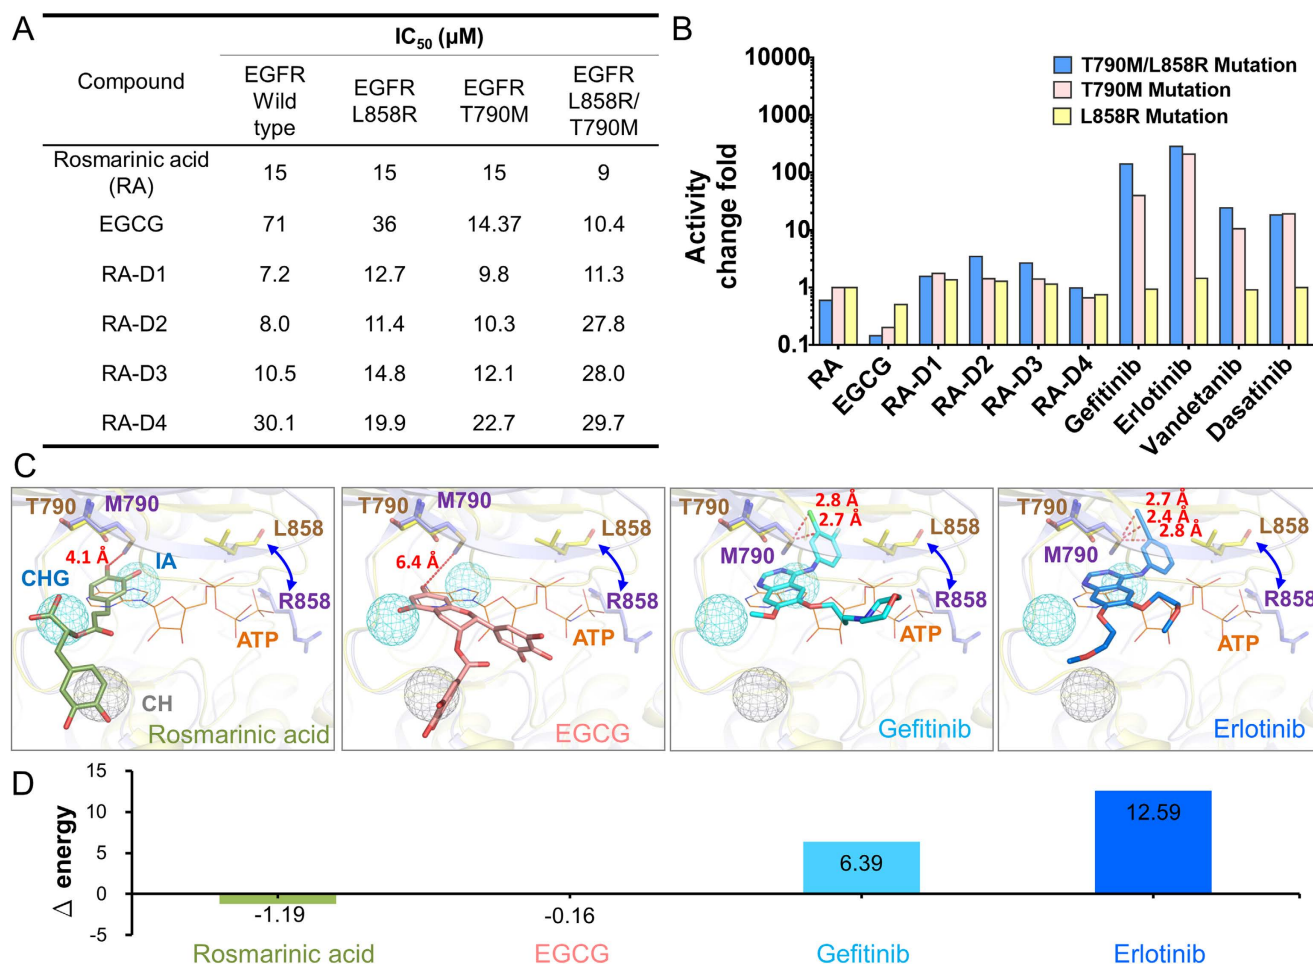 A
IC50 (µM)
Compound
EGFR Wild type
EGFR L858R
EGFR T790M
EGFR L858R/ T790M
Rosmarinic acid (RA) 15 15 15 9
EGCG 71 36 14.37 10.4
RA-D1 7.2 12.7 9.8 11.3
RA-D2 8.0 11.4 10.3 27.8
RA-D3 10.5 14.8 12.1 28.0
RA-D4 30.1 19.9 22.7 29.7
B
Activity change fold
10000
1000
100
10
1
0.1
T790M/L858R Mutation
T790M Mutation
L858R Mutation
RA
EGCG
RA-D1
RA-D2
RA-D3
RA-D4
Gefitinib
Erlotinib
Vandetanib
Dasatinib
C
T790 M790
L858
4.1 Å
IA
CHG
R858
ATP
CH
Rosmarinic acid
T790 M790
L858
6.4 Å
R858
ATP
EGCG
2.8 Å
T790
2.7 Å
L858
M790
R858
ATP
Gefitinib
2.7 Å
T790
2.4 Å
L858
2.8 Å
M790
R858
ATP
Erlotinib
D
Δ energy
15
10
5
0
-5
-1.19
-0.16
6.39
12.59
Rosmarinic acid
EGCG
Gefitinib
Erlotinib